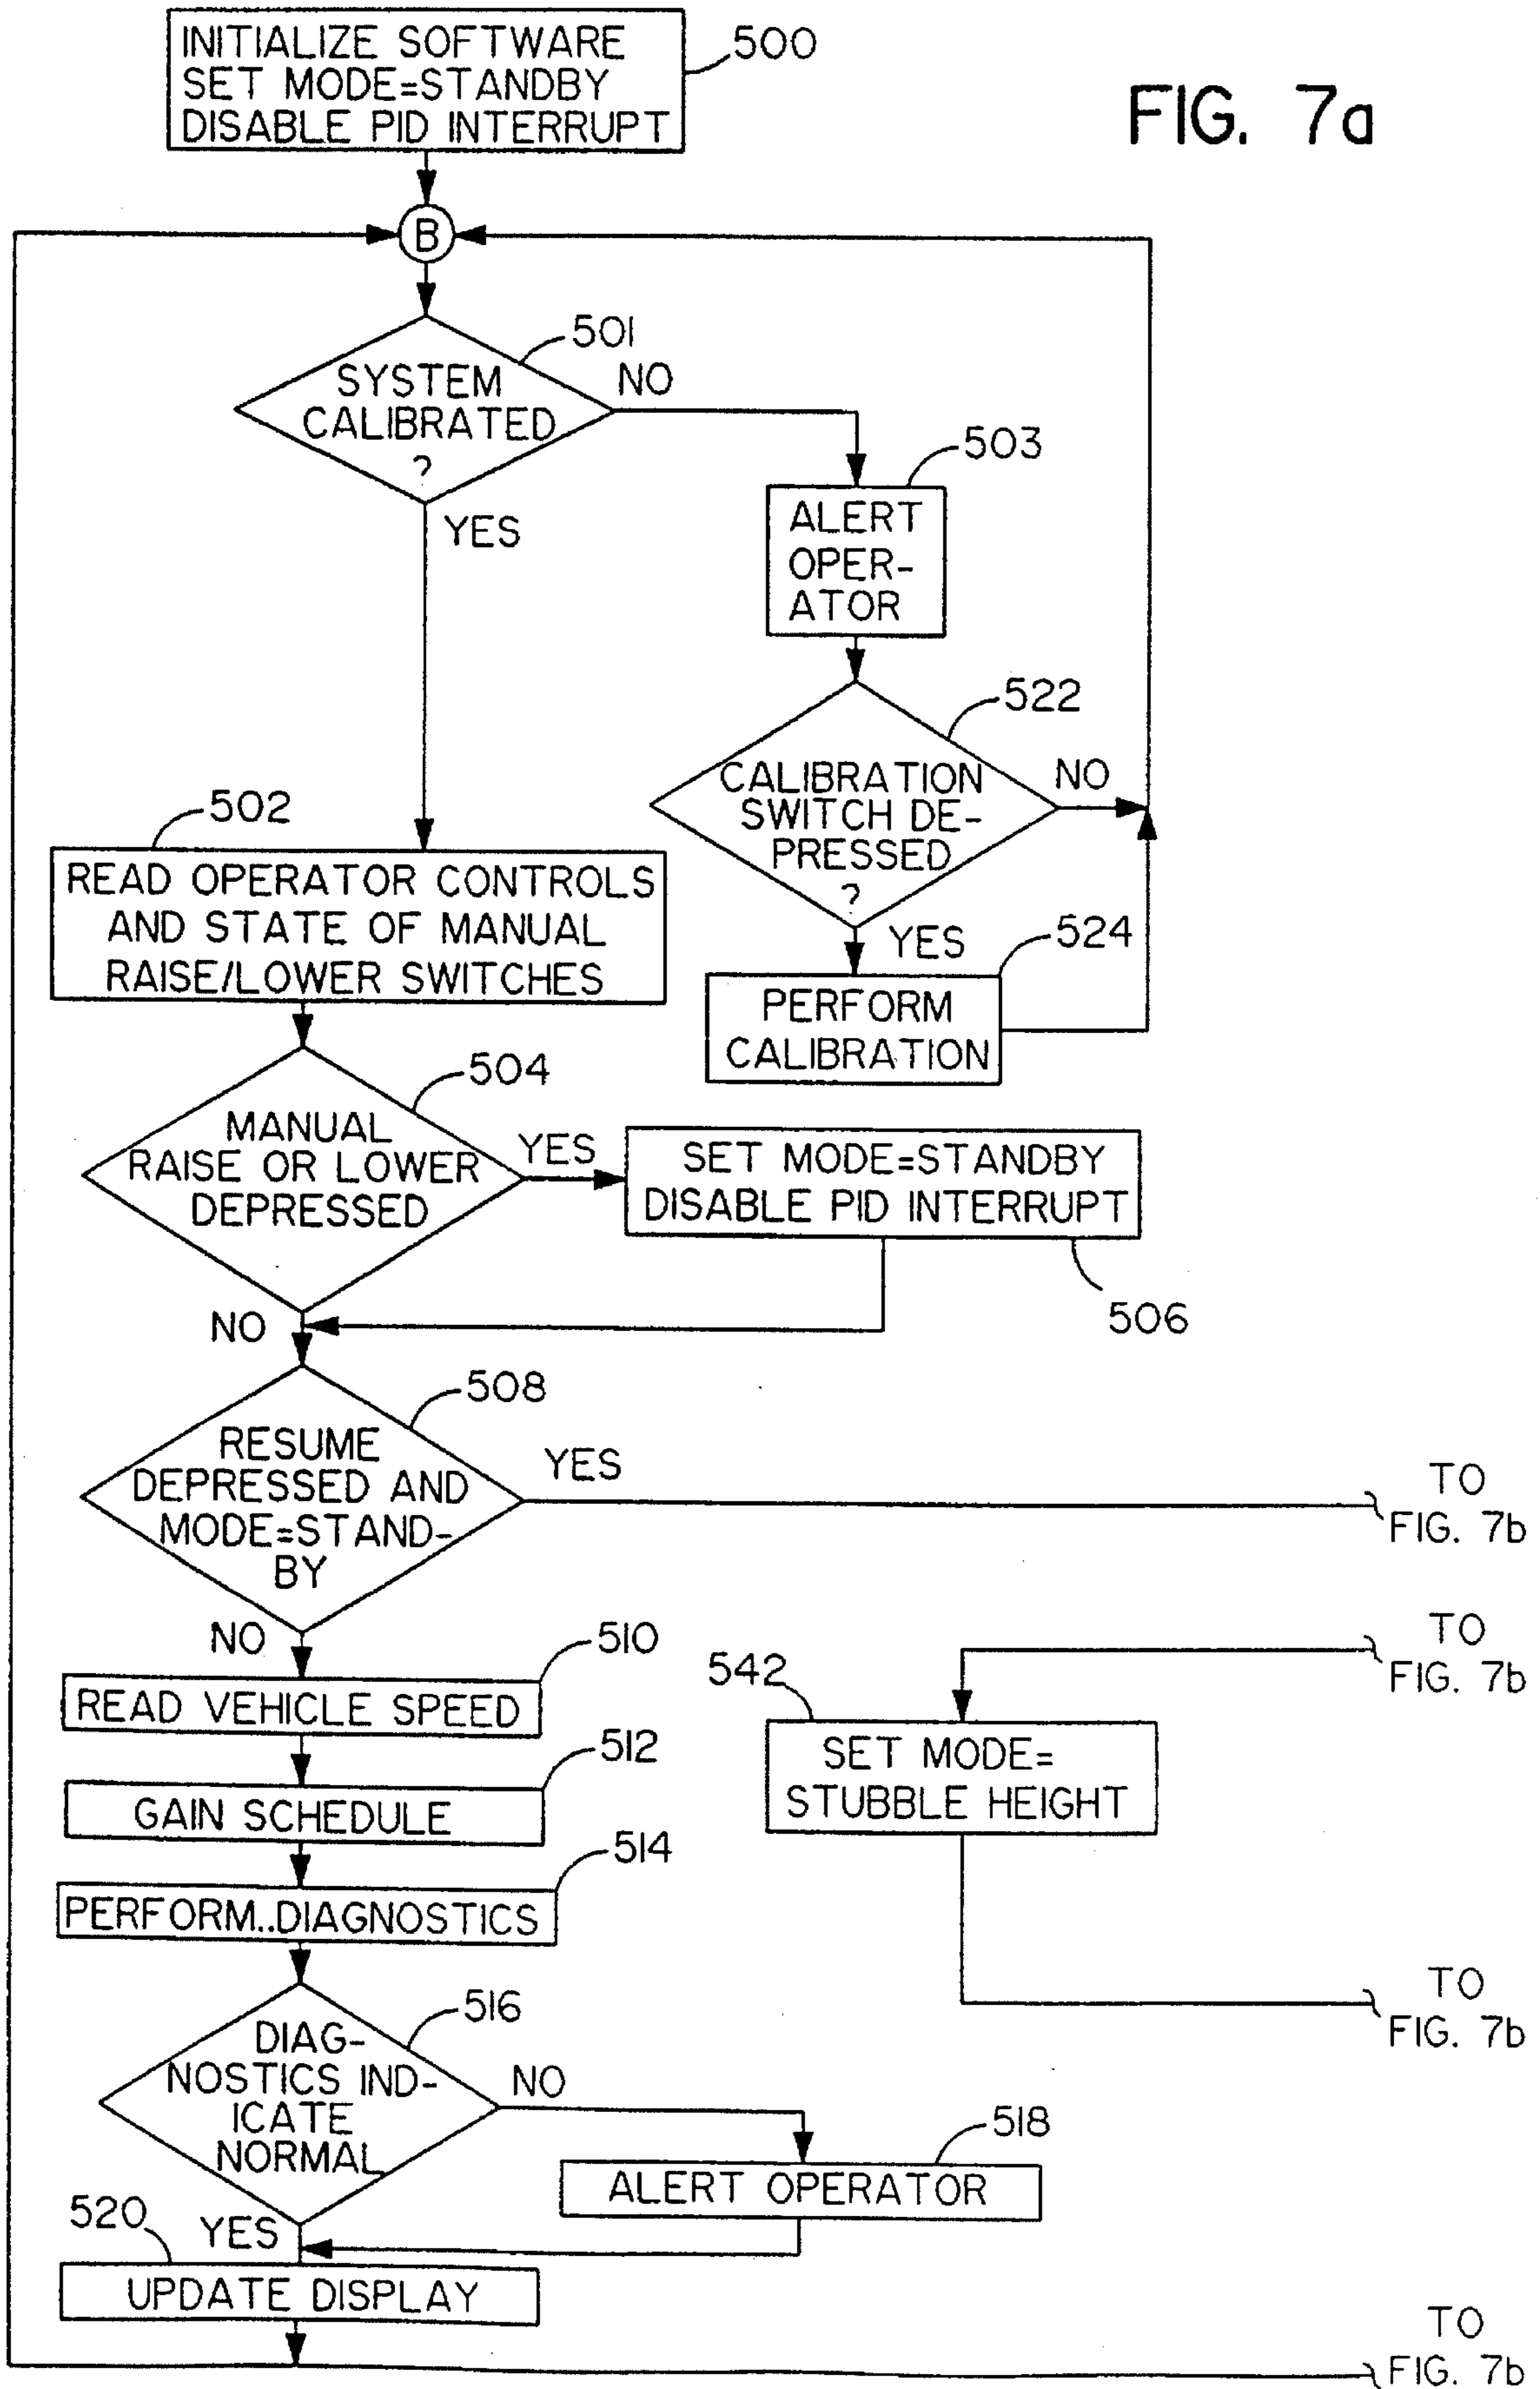 INITIALIZE SOFTWARE
SET MODE=STANDBY
DISABLE PID INTERRUPT
500
FIG. 7a
B
501
SYSTEM
CALIBRATED
?
NO
YES
503
ALERT
OPER-
ATOR
522
CALIBRATION
SWITCH DE-
PRESSED
?
NO
YES
524
PERFORM
CALIBRATION
502
READ OPERATOR CONTROLS
AND STATE OF MANUAL
RAISE/LOWER SWITCHES
504
MANUAL
RAISE OR LOWER
DEPRESSED
YES
SET MODE=STANDBY
DISABLE PID INTERRUPT
506
NO
508
RESUME
DEPRESSED AND
MODE=STAND-
BY
YES
TO
FIG. 7b
NO
510
READ VEHICLE SPEED
TO
FIG. 7b
542
SET MODE=
STUBBLE HEIGHT
512
GAIN SCHEDULE
514
PERFORM..DIAGNOSTICS
TO
FIG. 7b
516
DIAG-
NOSTICS IND-
ICATE
NORMAL
NO
518
ALERT OPERATOR
YES
520
UPDATE DISPLAY
TO
FIG. 7b